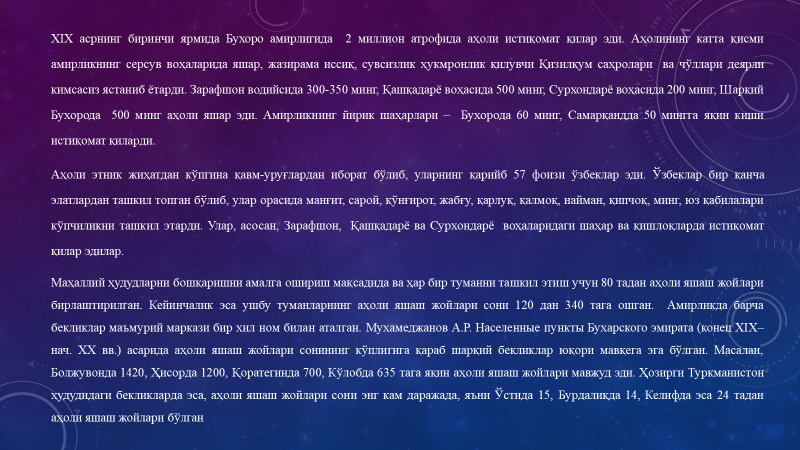 XIX асрнинг биринчи ярмида Бухоро амирлигида 2 миллион атрофида аҳоли истиқомат қилар эди. Аҳолининг катта қисми
амирликнинг серсув воҳаларида яшар, жазирама иссиқ, сувсизлик ҳукмронлик қилувчи Қизилқум саҳролари ва чўллари деярли
кимсасиз ястаниб ётарди. Зарафшон водийсида 300-350 минг, Қашқадарё воҳасида 500 минг, Сурхондарё воҳасида 200 минг, Шарқий
Бухорода 500 минг аҳоли яшар эди. Амирликнинг йирик шаҳарлари – Бухорода 60 минг, Самарқандда 50 мингга яқин киши
истиқомат қиларди.
Аҳоли этник жиҳатдан кўпгина қавм-уруғлардан иборат бўлиб, уларнинг қарийб 57 фоизи ўзбеклар эди. Ўзбеклар бир қанча
элатлардан ташкил топган бўлиб, улар орасида манғит, сарой, қўнғирот, жабғу, қарлуқ, қалмоқ, найман, қипчоқ, минг, юз қабилалари
кўпчиликни ташкил этарди. Улар, асосан, Зарафшон, Қашқадарё ва Сурхондарё воҳаларидаги шаҳар ва қишлоқларда истиқомат
қилар эдилар.
Маҳаллий ҳудудларни бошқаришни амалга ошириш мақсадида ва ҳар бир туманни ташкил этиш учун 80 тадан аҳоли яшаш жойлари
бирлаштирилган. Кейинчалик эса ушбу туманларнинг аҳоли яшаш жойлари сони 120 дан 340 тага ошган. Амирликда барча
бекликлар маъмурий маркази бир хил ном билан аталган. Мухамеджанов А.Р. Населенные пункты Бухарского эмирата (конец XIX–
нач. XX вв.) асарида аҳоли яшаш жойлари сонининг кўплигига қараб шарқий бекликлар юқори мавқега эга бўлган. Масалан,
Болжувонда 1420, Ҳисорда 1200, Қоратегинда 700, Кўлобда 635 тага яқин аҳоли яшаш жойлари мавжуд эди. Ҳозирги Туркманистон
ҳудудидаги бекликларда эса, аҳоли яшаш жойлари сони энг кам даражада, яъни Ўстида 15, Бурдалиқда 14, Келифда эса 24 тадан
аҳоли яшаш жойлари бўлган